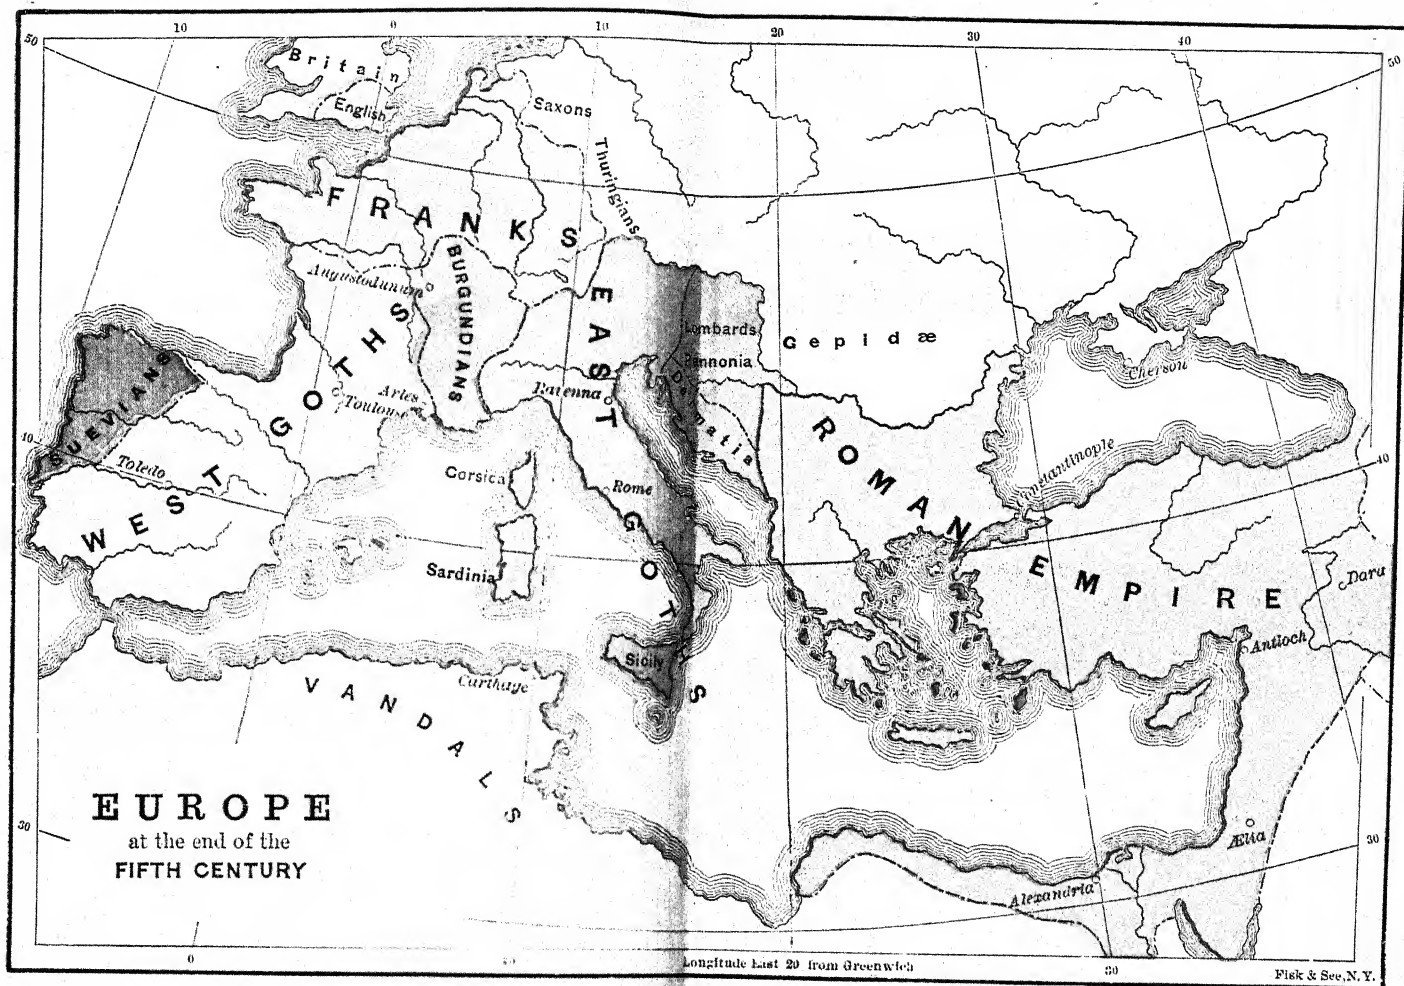 10 0 10 20 30 40
50
50
Britain
English
Saxons
Thuringians
FRANKS
Augustodunum
BURGUNDIANS
EAST GOTHS
Lombards
Pannonia
Gepidæ
Cherson
SUEVIANS
WEST GOTHS
Arles
Toulouse
Ravenna
Dalmatia
ROMAN EMPIRE
Constantinople
40
40
Toledo
Corsica
Rome
Sardinia
Dara
Antioch
Sicily
Carthage
VANDALS
EUROPE
at the end of the
FIFTH CENTURY
30
30
Ælia
Alexandria
0
Longitude East 20 from Greenwich
30
Fisk & See, N.Y.